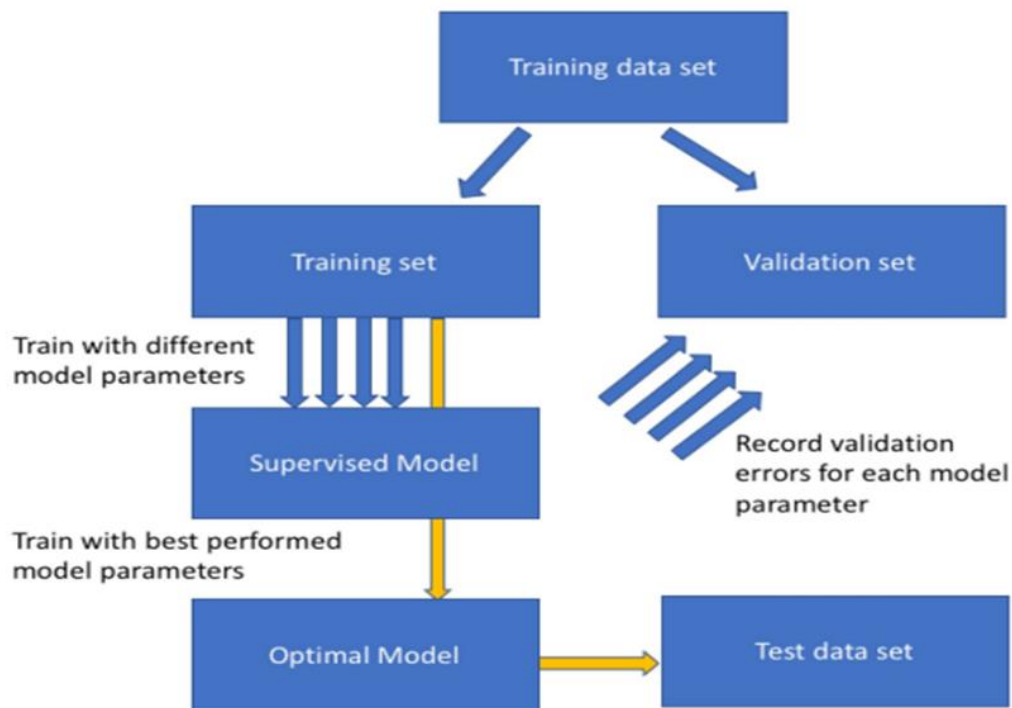 Training data set
Training set
Validation set
Train with different
model parameters
Supervised Model
Record validation
errors for each model
parameter
Train with best performed
model parameters
Optimal Model
Test data set